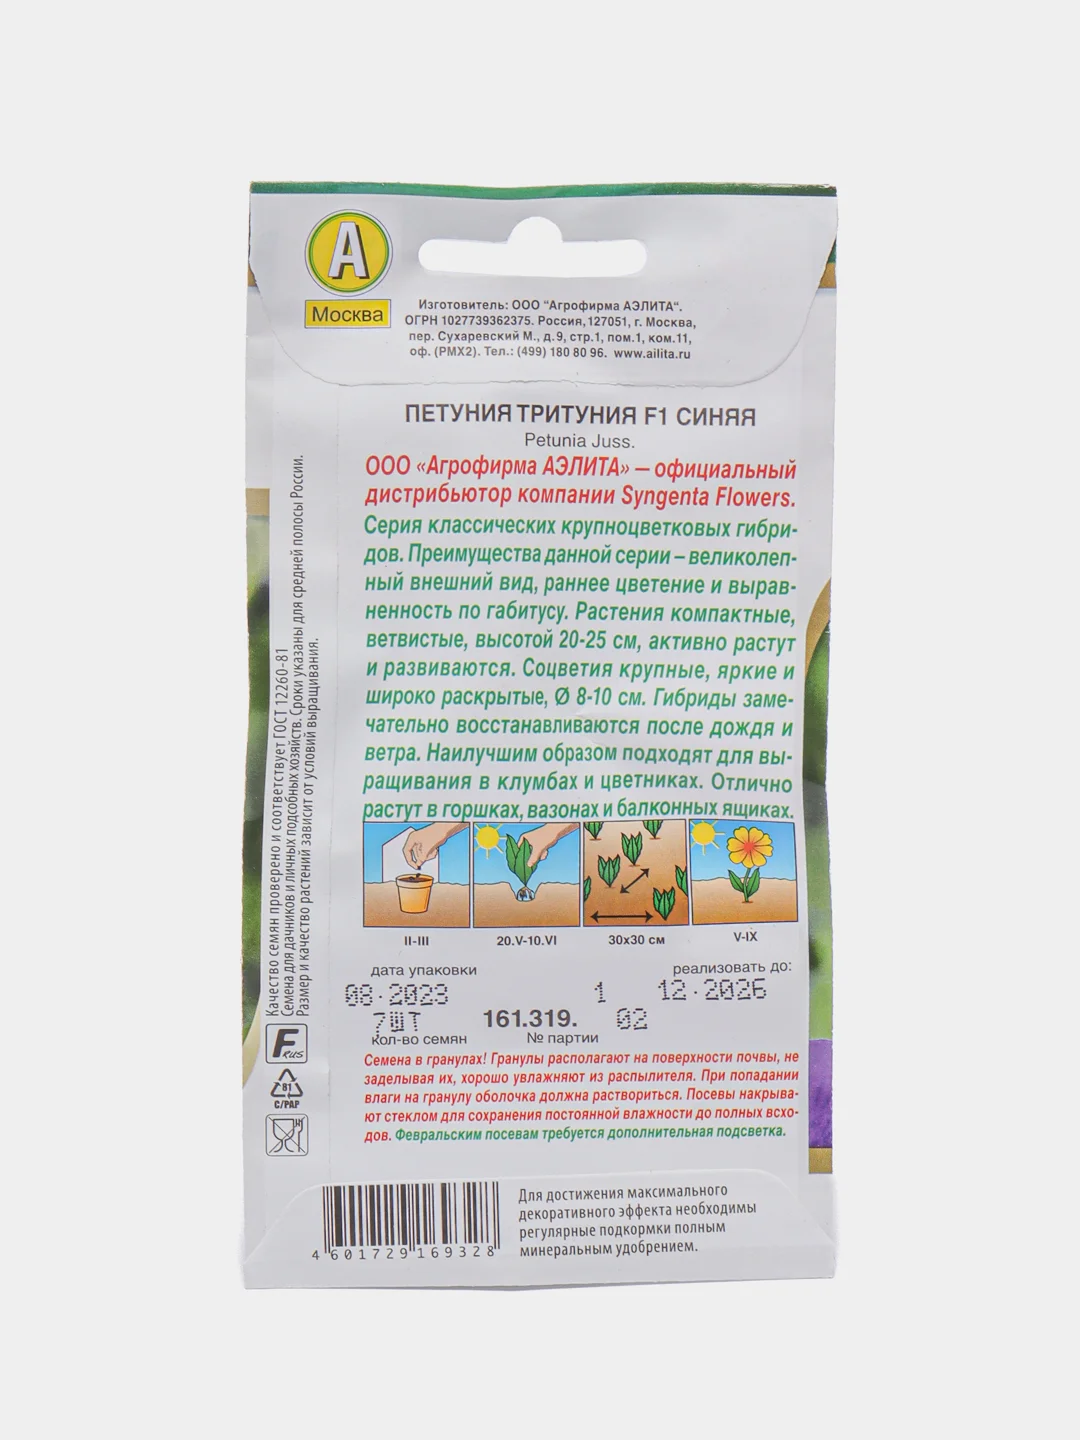 А
Москва
Изготовитель: ООО "Агрофирма АЭЛИТА".
ОГРН 1027739362375. Россия,127051, г. Москва,
пер. Сухаревский М., д.9, стр.1, пом.1, ком.11,
оф. (РМХ2). Тел.: (499) 180 80 96. www.ailita.ru
ПЕТУНИЯ ТРИТУНИЯ F1 СИНЯЯ
Petunia Juss.
ООО «Агрофирма АЭЛИТА» – официальный
дистрибьютор компании Syngenta Flowers.
Серия классических крупноцветковых гибри-
дов. Преимущества данной серии – великолеп-
ный внешний вид, раннее цветение и вырав-
ненность по габитусу. Растения компактные,
ветвистые, высотой 20-25 см, активно растут
и развиваются. Соцветия крупные, яркие и
широко раскрытые, Ø 8-10 см. Гибриды заме-
чательно восстанавливаются после дождя и
ветра. Наилучшим образом подходят для вы-
ращивания в клумбах и цветниках. Отлично
растут в горшках, вазонах и балконных ящиках.
II-III
20.V-10.VI
30х30 см
V-IX
дата упаковки
реализовать до:
08.2023
1
12.2026
7ШТ
161.319.
02
кол-во семян
№ партии
Семена в гранулах! Гранулы располагают на поверхности почвы, не
заделывая их, хорошо увлажняют из распылителя. При попадании
влаги на гранулу оболочка должна раствориться. Посевы накрыва-
ют стеклом для сохранения постоянной влажности до полных всхо-
дов. Февральским посевам требуется дополнительная подсветка.
Качество семян проверено и соответствует ГОСТ 12260-81
Семена для дачников и личных подсобных хозяйств. Сроки указаны для средней полосы России.
Размер и качество растений зависит от условий выращивания.
F RUS
81
C/PAP
4 601729 169328
Для достижения максимального
декоративного эффекта необходимы
регулярные подкормки полным
минеральным удобрением.